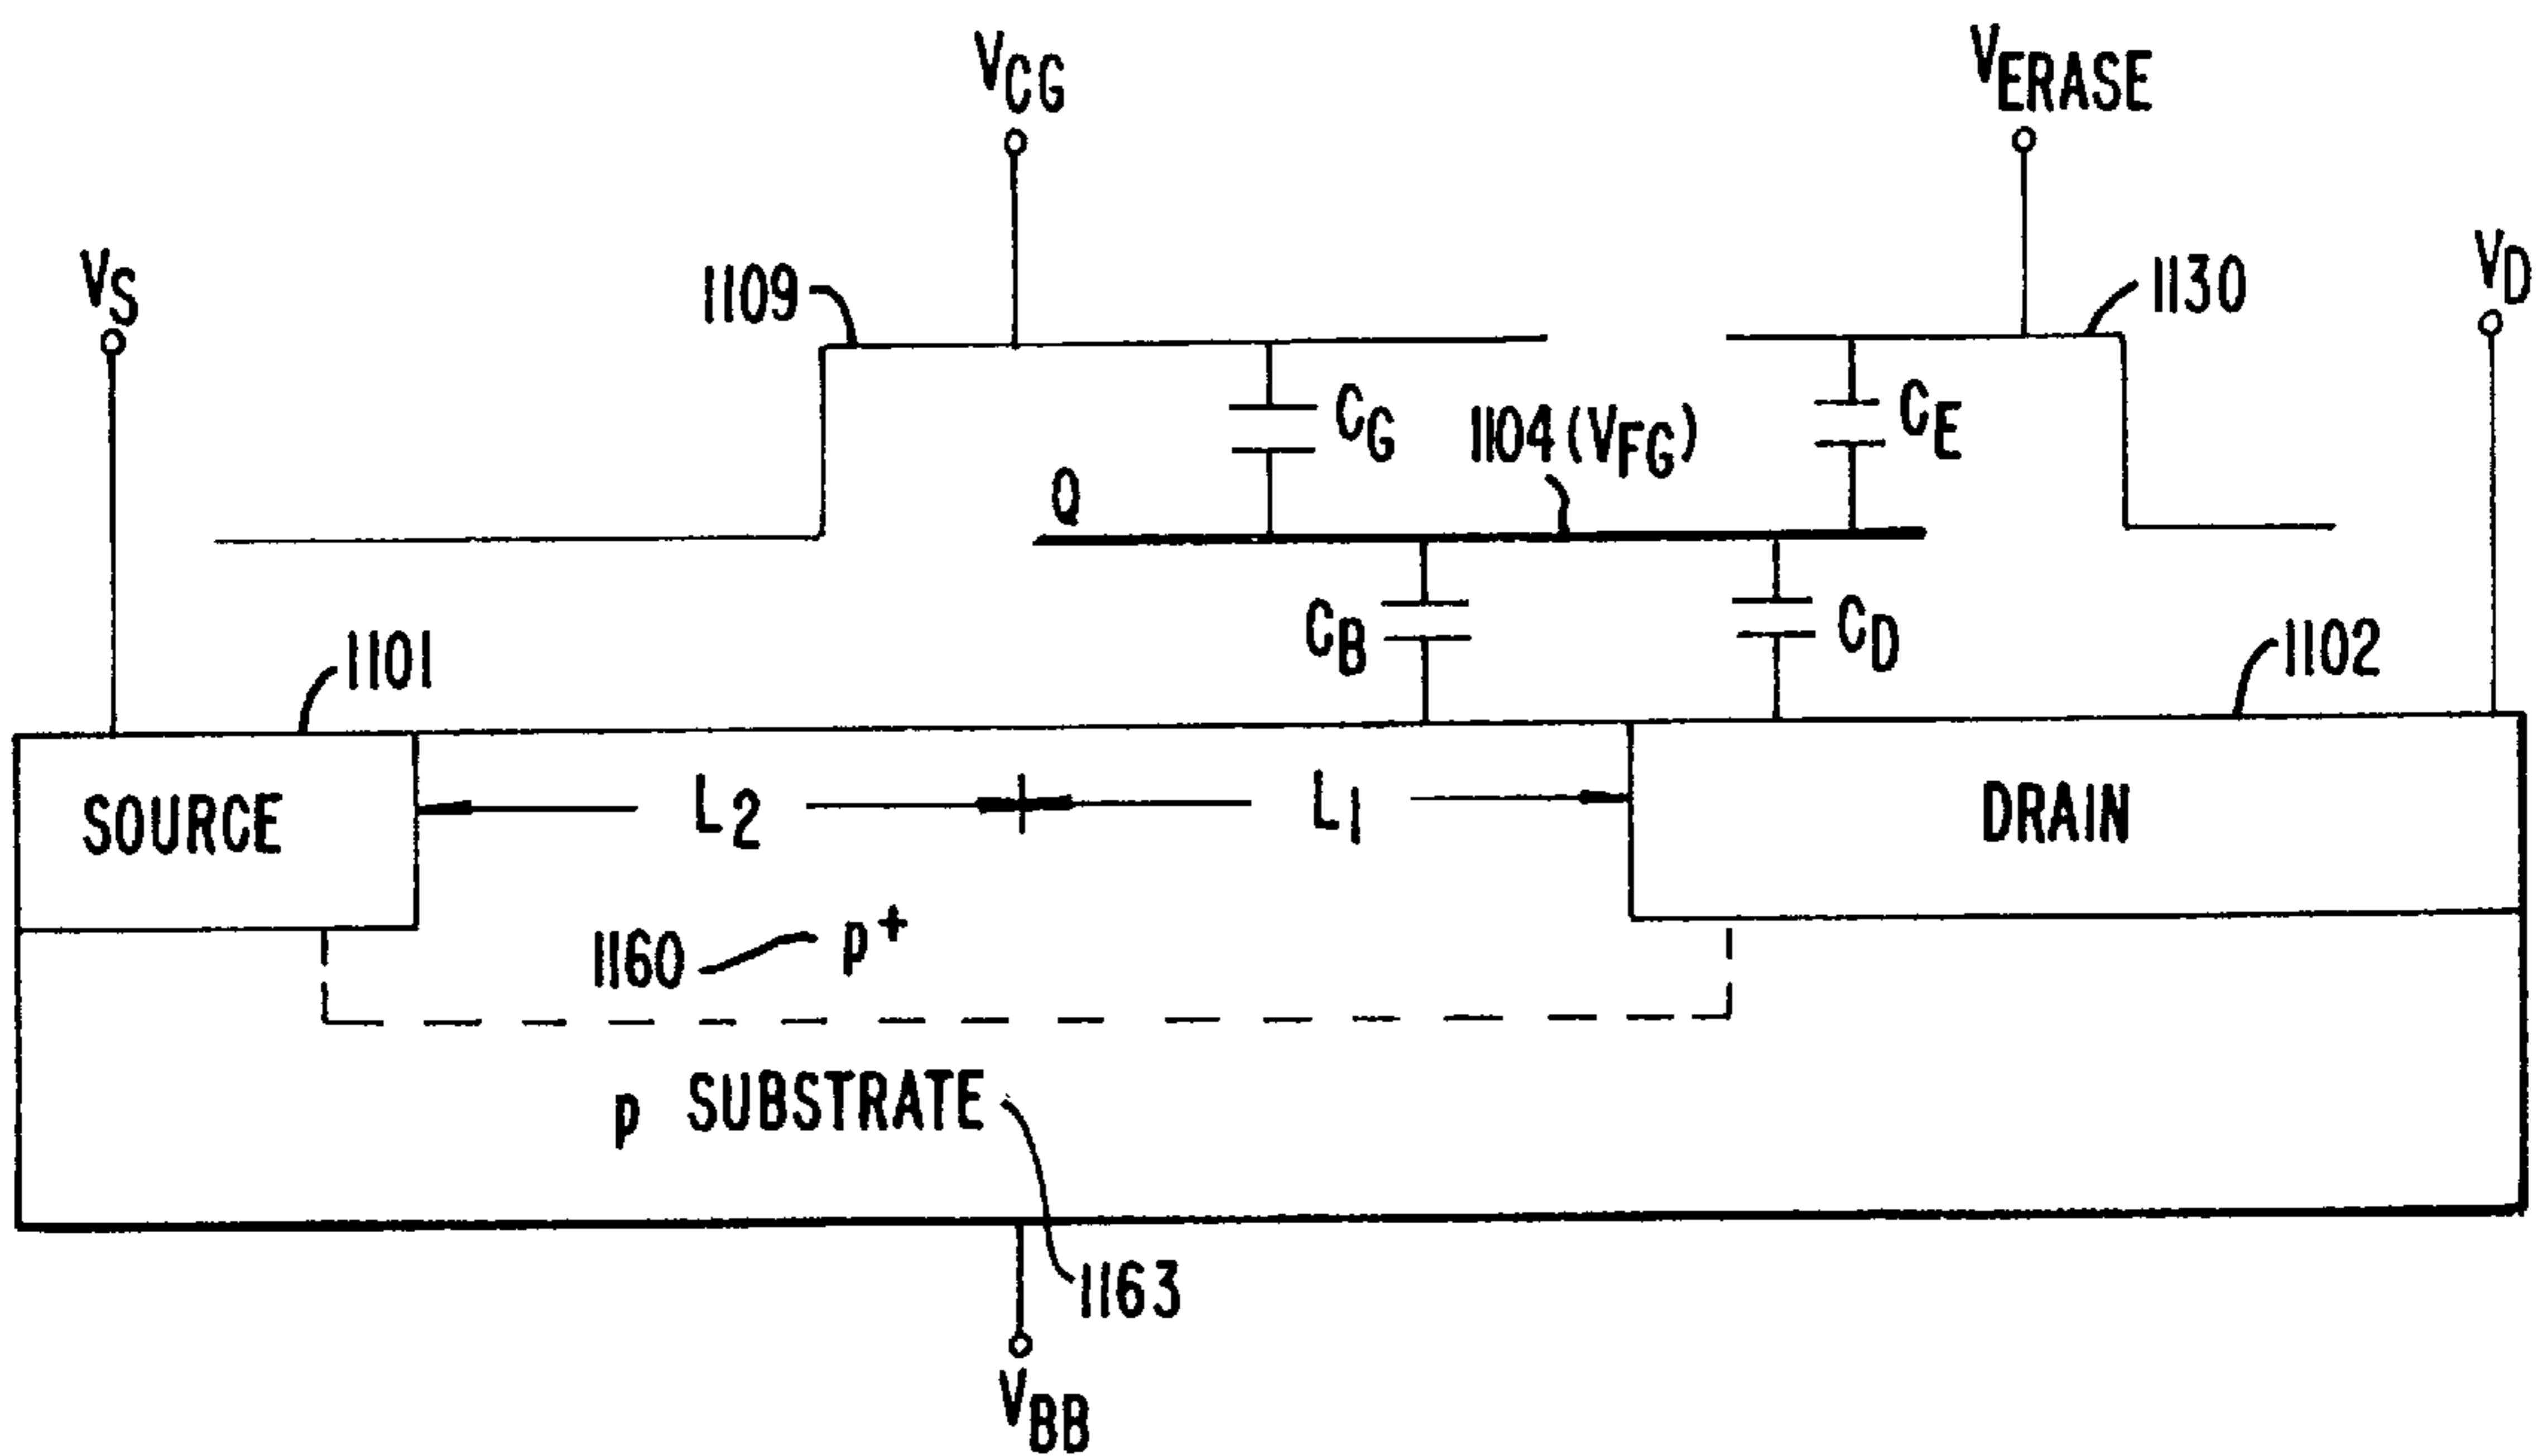 VCG
VERASE
VS
1109
1130
VD
CG
1104 (VFG)
CE
Q
CB
CD
1101
1102
SOURCE
L2
L1
DRAIN
1160
p+
p SUBSTRATE
1163
VBB